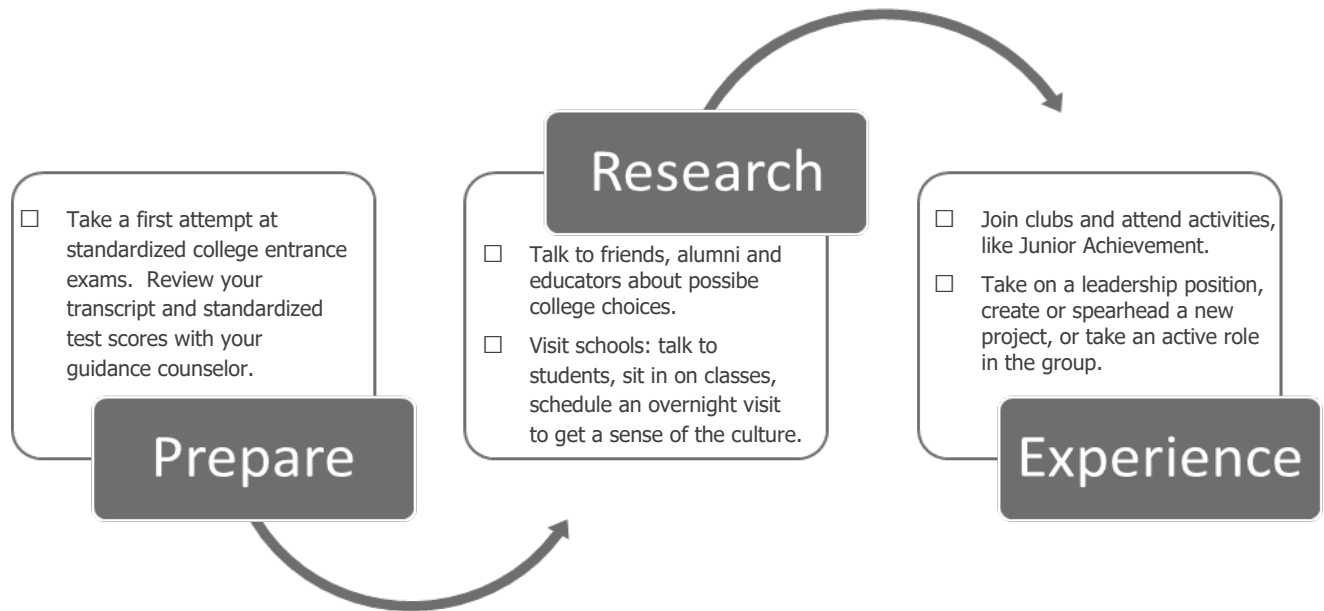 ☐ Take a first attempt at
standardized college entrance
exams.  Review your
transcript and standardized
test scores with your
guidance counselor.
Prepare
Research
☐ Talk to friends, alumni and
educators about possibe
college choices.
☐ Visit schools: talk to
students, sit in on classes,
schedule an overnight visit
to get a sense of the culture.
☐ Join clubs and attend activities,
like Junior Achievement.
☐ Take on a leadership position,
create or spearhead a new
project, or take an active role
in the group.
Experience